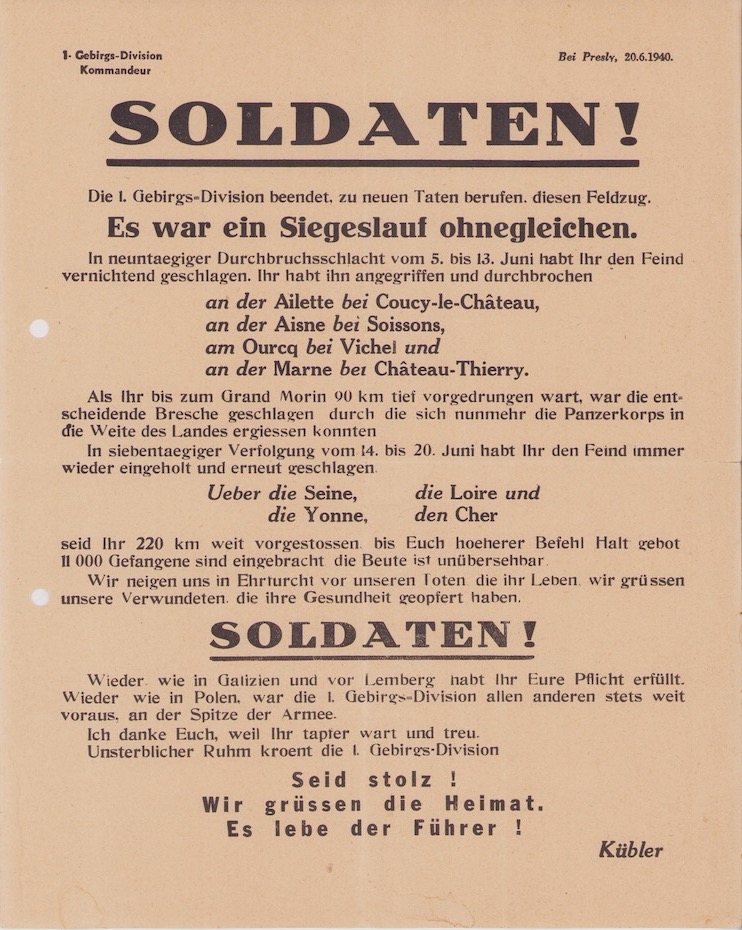 1. Gebirgs-Division
Kommandeur
Bei Presly, 20.6.1940.
SOLDATEN!
Die 1. Gebirgs-Division beendet, zu neuen Taten berufen, diesen Feldzug.
Es war ein Siegeslauf ohnegleichen.
In neuntaegiger Durchbruchsschlacht vom 5. bis 13. Juni habt Ihr den Feind
vernichtend geschlagen. Ihr habt ihn angegriffen und durchbrochen
an der Ailette bei Coucy-le-Château,
an der Aisne bei Soissons,
am Ourcq bei Vichel und
an der Marne bei Château-Thierry.
Als Ihr bis zum Grand Morin 90 km tief vorgedrungen wart, war die ent-
scheidende Bresche geschlagen durch die sich nunmehr die Panzerkorps in
die Weite des Landes ergiessen konnten
In siebentaegiger Verfolgung vom 14. bis 20. Juni habt Ihr den Feind immer
wieder eingeholt und erneut geschlagen.
Ueber die Seine, die Loire und
die Yonne, den Cher
seid Ihr 220 km weit vorgestossen, bis Euch hoeherer Befehl Halt gebot
11 000 Gefangene sind eingebracht die Beute ist unübersehbar.
Wir neigen uns in Ehrfurcht vor unseren Toten, die ihr Leben, wir grüssen
unsere Verwundeten, die ihre Gesundheit geopfert haben.
SOLDATEN!
Wieder, wie in Galizien und vor Lemberg habt Ihr Eure Pflicht erfüllt.
Wieder wie in Polen, war die 1. Gebirgs-Division allen anderen stets weit
voraus, an der Spitze der Armee.
Ich danke Euch, weil Ihr tapfer wart und treu.
Unsterblicher Ruhm kroent die 1. Gebirgs-Division
Seid stolz !
Wir grüssen die Heimat.
Es lebe der Führer !
Kübler